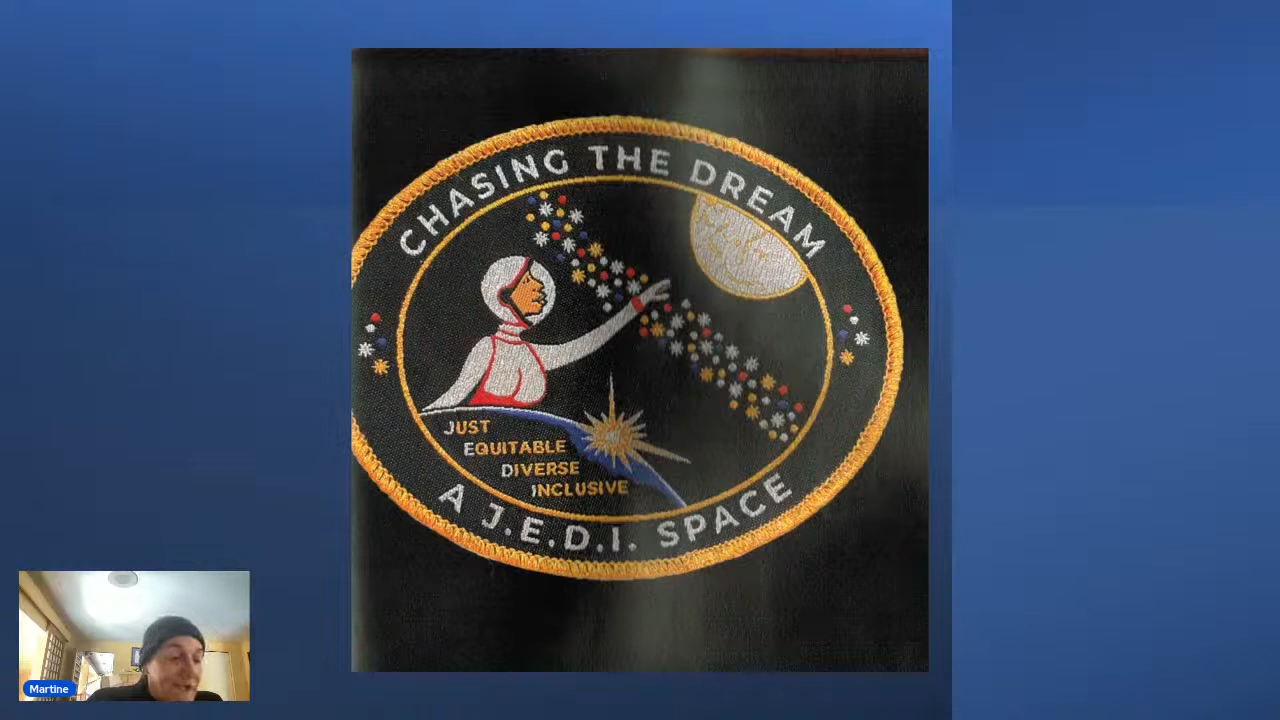 CHASING THE DREAM
JUST
EQUITABLE
DIVERSE
INCLUSIVE
A J.E.D.I. SPACE
Martine